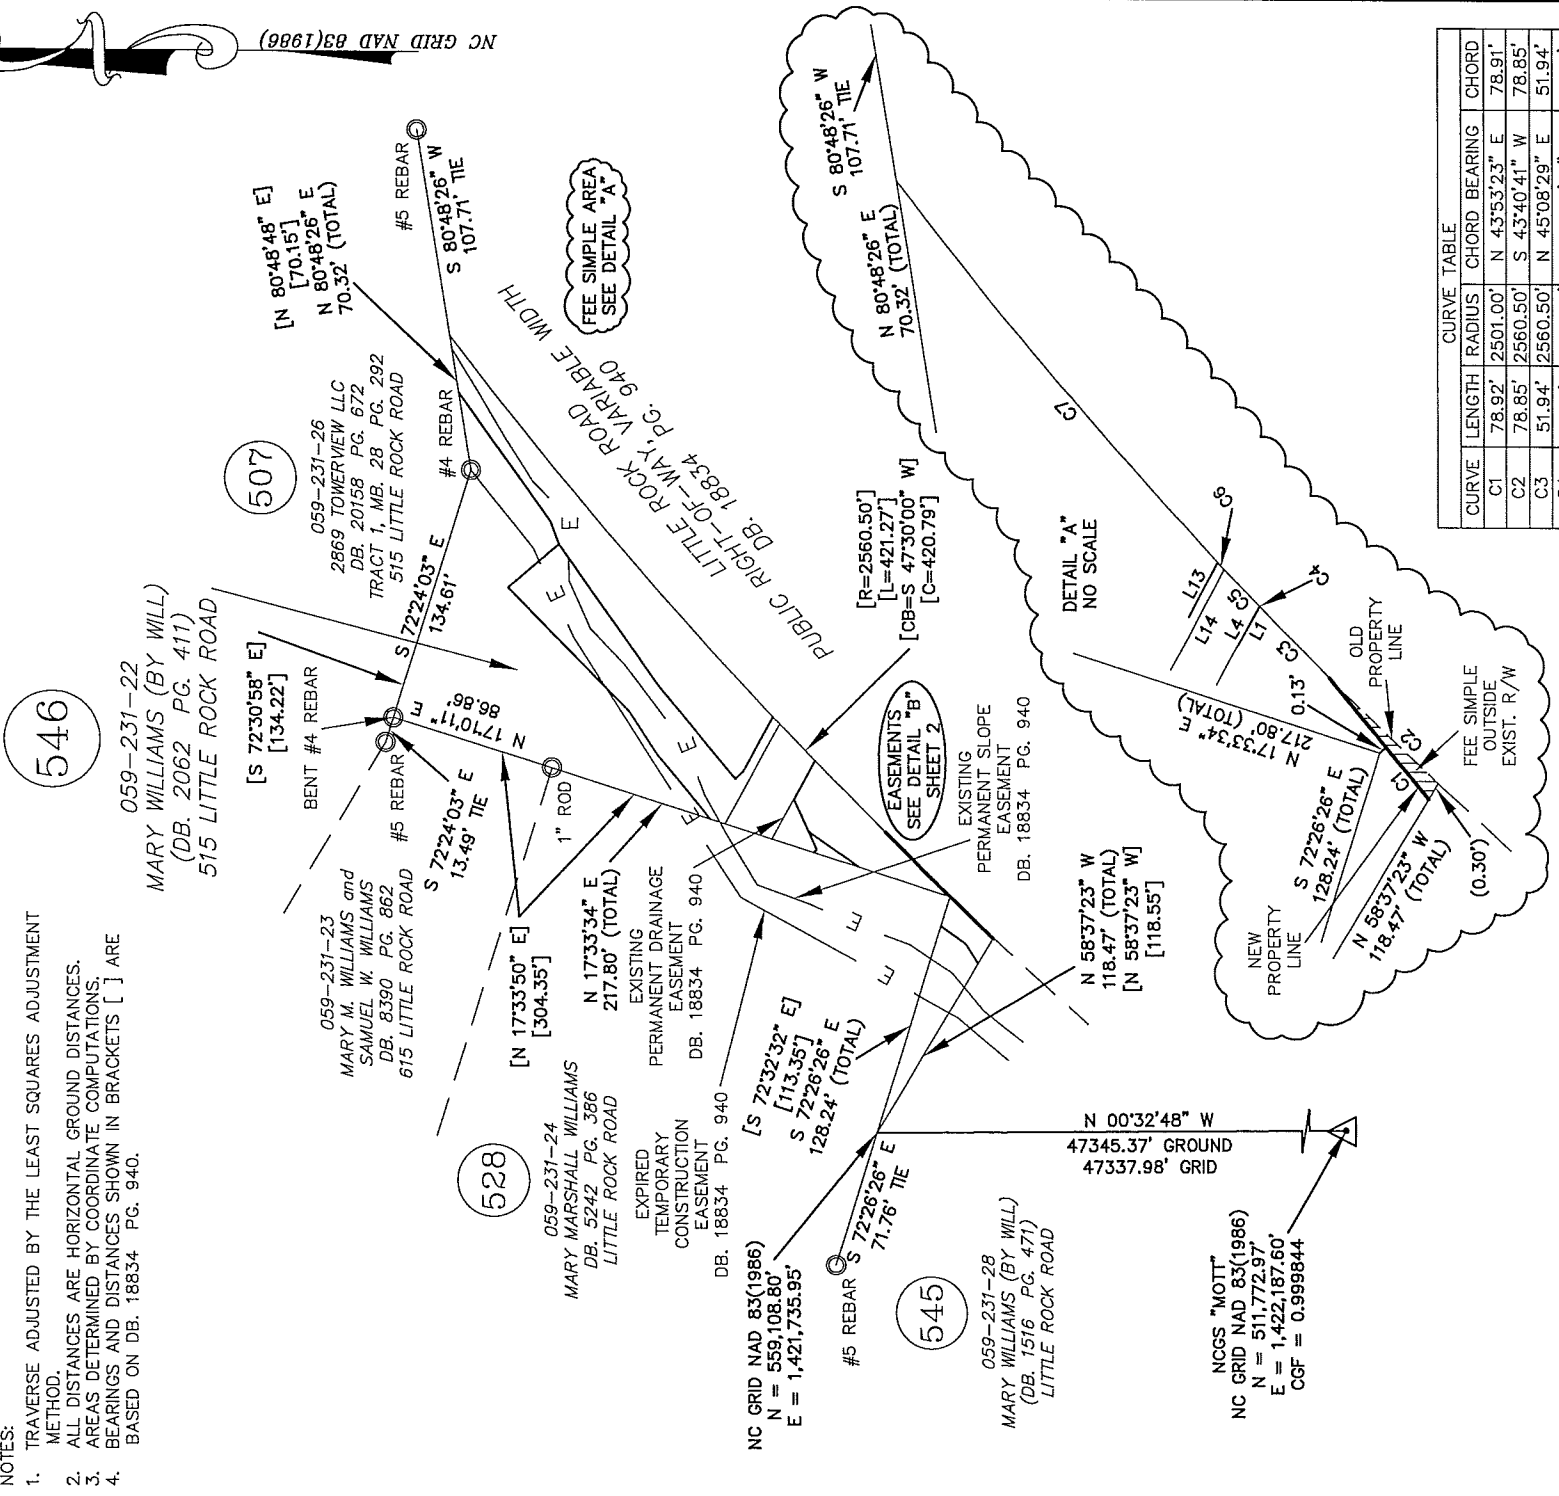 NOTES:
1. TRAVERSE ADJUSTED BY THE LEAST SQUARES ADJUSTMENT
METHOD.
2. ALL DISTANCES ARE HORIZONTAL GROUND DISTANCES.
3. AREAS DETERMINED BY COORDINATE COMPUTATIONS.
4. BEARINGS AND DISTANCES SHOWN IN BRACKETS [ ] ARE
BASED ON DB. 18834 PG. 940.
NC GRID NAD 83(1986)
546
059-231-22
MARY WILLIAMS (BY WILL)
(DB. 2062 PG. 411)
515 LITTLE ROCK ROAD
507
059-231-26
2869 TOWERVIEW LLC
DB. 20158 PG. 672
TRACT 1, MB. 28 PG. 292
515 LITTLE ROCK ROAD
[N 80°48'48" E]
[70.15']
N 80°48'26" E
70.32' (TOTAL)
#5 REBAR
S 80°48'26" W
107.71' TIE
#4 REBAR
FEE SIMPLE AREA
SEE DETAIL "A"
[S 72°30'58" E]
[134.22']
S 72°24'03" E
134.61'
BENT #4 REBAR
#5 REBAR
N 17°10'11" E
86.86'
S 72°24'03" E
13.49' TIE
1" ROD
059-231-23
MARY M. WILLIAMS and
SAMUEL W. WILLIAMS
DB. 8390 PG. 862
615 LITTLE ROCK ROAD
[N 17°33'50" E]
[304.35']
N 17°33'34" E
217.80' (TOTAL)
EXISTING
PERMANENT DRAINAGE
EASEMENT
DB. 18834 PG. 940
528
059-231-24
MARY MARSHALL WILLIAMS
DB. 5242 PG. 386
LITTLE ROCK ROAD
EXPIRED
TEMPORARY
CONSTRUCTION
EASEMENT
DB. 18834 PG. 940
E
E
E
E
E
E
LITTLE ROCK ROAD
PUBLIC RIGHT-OF-WAY, VARIABLE WIDTH
DB. 18834 PG. 940
[R=2560.50']
[L=421.27']
[CB=S 47°30'00" W]
[C=420.79']
EASEMENTS
SEE DETAIL "B"
SHEET 2
EXISTING
PERMANENT SLOPE
EASEMENT
DB. 18834 PG. 940
N 58°37'23" W
118.47' (TOTAL)
[N 58°37'23" W]
[118.55']
[S 72°32'32" E]
[113.35']
S 72°26'26" E
128.24' (TOTAL)
NC GRID NAD 83(1986)
N = 559,108.80'
E = 1,421,735.95'
S 72°26'26" E
71.76' TIE
#5 REBAR
545
059-231-28
MARY WILLIAMS (BY WILL)
(DB. 1516 PG. 471)
LITTLE ROCK ROAD
N 00°32'48" W
47345.37' GROUND
47337.98' GRID
NCGS "MOTT"
NC GRID NAD 83(1986)
N = 511,772.97'
E = 1,422,187.60'
CGF = 0.999844
S 80°48'26" W
107.71' TIE
N 80°48'26" E
70.32' (TOTAL)
C7
C6
DETAIL "A"
NO SCALE
L13
L14
C5
L4
L1
C4
C3
OLD
PROPERTY
LINE
0.13'
N 17°33'34" E
217.80' (TOTAL)
C2
C1
FEE SIMPLE
OUTSIDE
EXIST. R/W
S 72°26'26" E
128.24' (TOTAL)
NEW
PROPERTY
LINE
N 58°37'23" W
118.47' (TOTAL)
(0.30')
CURVE TABLE
CURVE LENGTH RADIUS CHORD BEARING CHORD
C1 78.92' 2501.00' N 43°53'23" E 78.91'
C2 78.85' 2560.50' S 43°40'41" W 78.85'
C3 51.94' 2560.50' N 45°08'29" E 51.94'